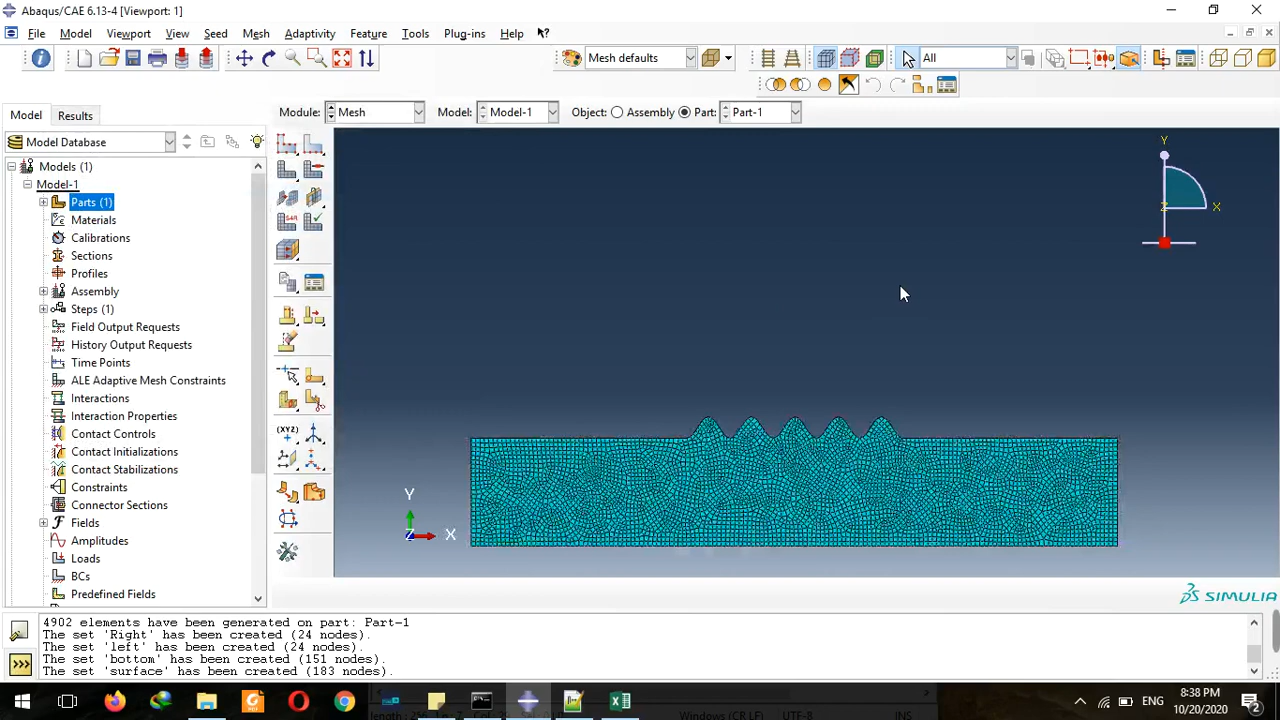 Abaqus/CAE 6.13-4 [Viewport: 1]
File Model Viewport View Seed Mesh Adaptivity Feature Tools Plug-ins Help
Mesh defaults All
Model Results Module: Mesh Model: Model-1 Object: Assembly Part: Part-1
Model Database
Models (1)
Model-1
Parts (1)
Materials
Calibrations
Sections
Profiles
Assembly
Steps (1)
Field Output Requests
History Output Requests
Time Points
ALE Adaptive Mesh Constraints
Interactions
Interaction Properties
Contact Controls
Contact Initializations
Contact Stabilizations
Constraints
Connector Sections
Fields
Amplitudes
Loads
BCs
Predefined Fields
(XYZ)
Y
Z X
Y
Z X
SIMULIA
4902 elements have been generated on part: Part-1
The set 'Right' has been created (24 nodes).
The set 'left' has been created (24 nodes).
The set 'bottom' has been created (151 nodes).
The set 'surface' has been created (183 nodes).
>>>
ENG
8:38 PM
10/20/2020
2